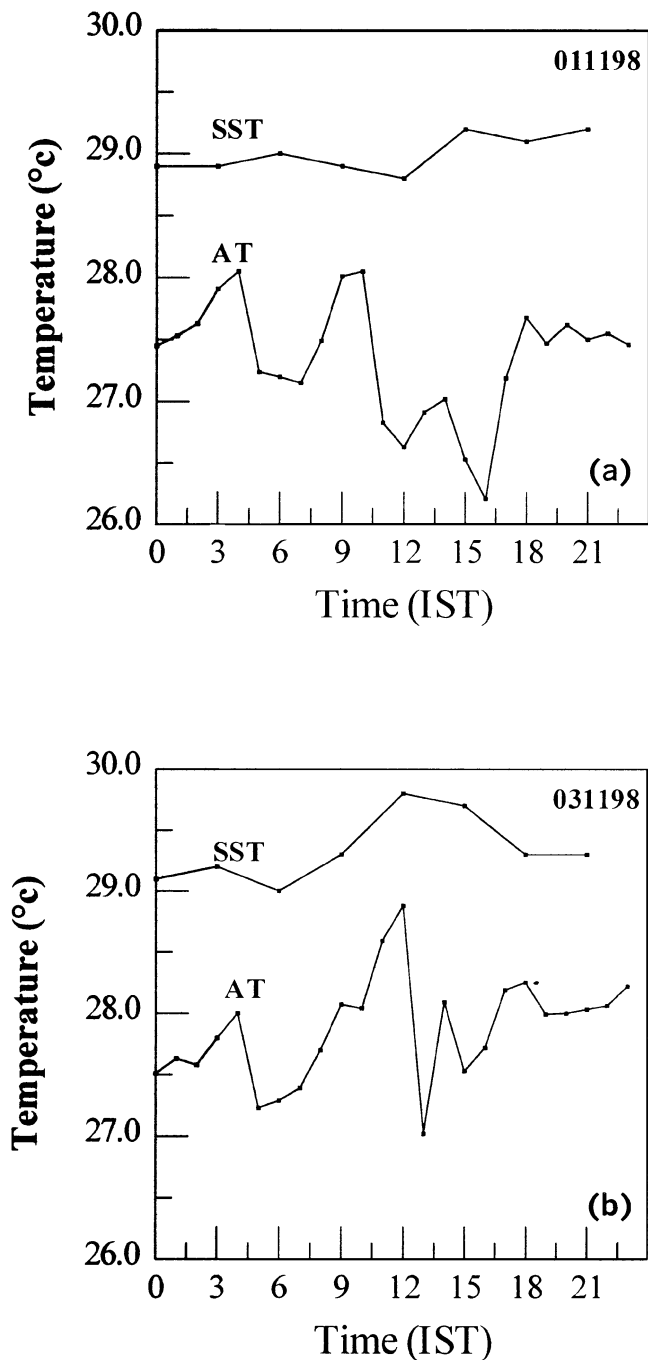 30.0
011198
SST
29.0
AT
28.0
27.0
(a)
26.0
0 3 6 9 12 15 18 21
Temperature (°c)
Time (IST)
30.0
031198
SST
29.0
AT
28.0
27.0
(b)
26.0
0 3 6 9 12 15 18 21
Temperature (°c)
Time (IST)